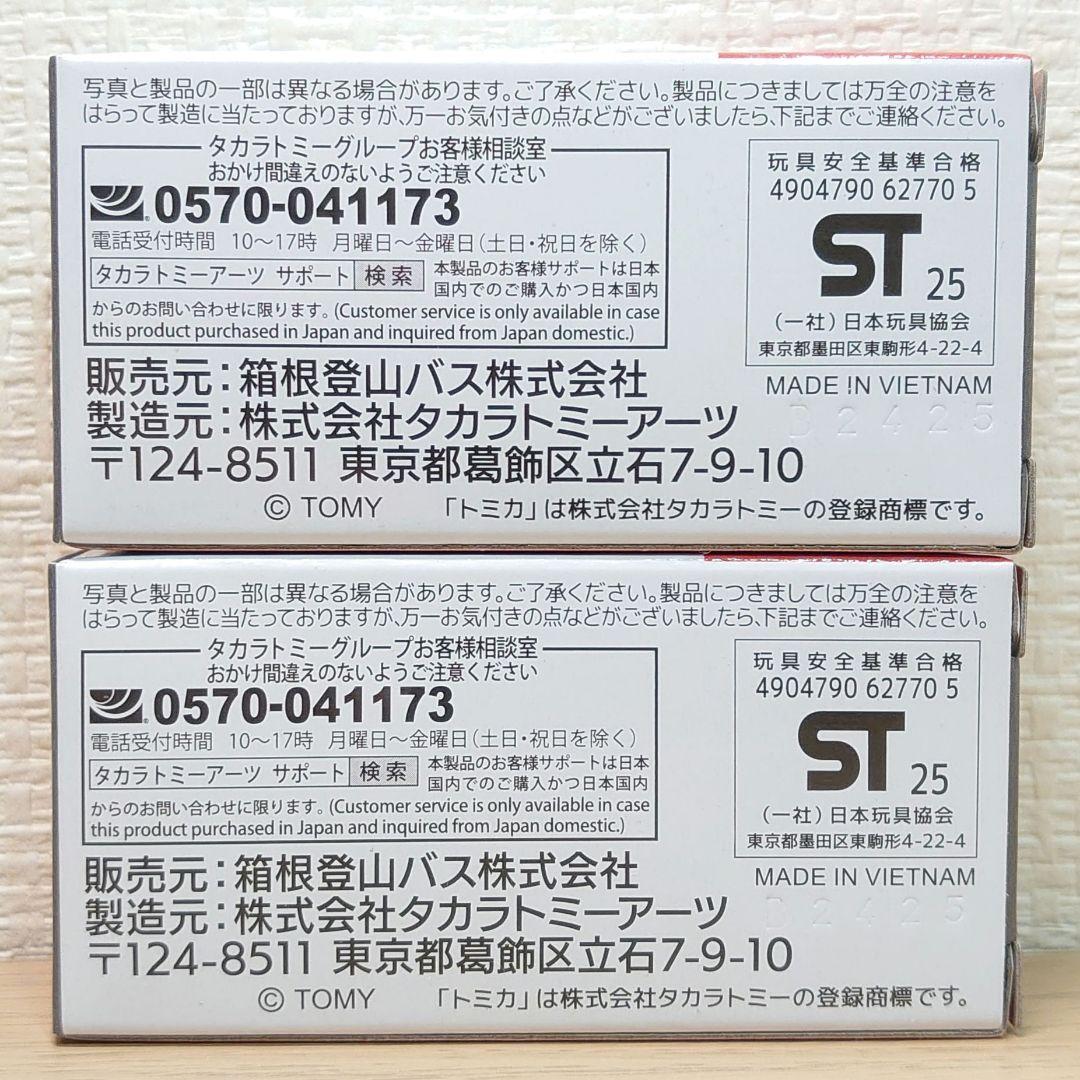 写真と製品の一部は異なる場合があります。ご了承ください。製品につきましては万全の注意を
はらって製造に当たっておりますが、万一お気付きの点などがございましたら、下記までご連絡ください。
タカラトミーグループお客様相談室
おかけ間違えのないようご注意ください
0570-041173
電話受付時間 10～17時 月曜日～金曜日(土日・祝日を除く)
タカラトミーアーツ サポート 検索 本製品のお客様サポートは日本
国内でのご購入かつ日本国内
からのお問い合わせに限ります。(Customer service is only available in case
this product purchased in Japan and inquired from Japan domestic.)
玩具安全基準合格
4904790 62770 5
ST 25
(一社)日本玩具協会
東京都墨田区東駒形4-22-4
MADE IN VIETNAM
B2425
販売元：箱根登山バス株式会社
製造元：株式会社タカラトミーアーツ
〒124-8511 東京都葛飾区立石7-9-10
© TOMY 「トミカ」は株式会社タカラトミーの登録商標です。
写真と製品の一部は異なる場合があります。ご了承ください。製品につきましては万全の注意を
はらって製造に当たっておりますが、万一お気付きの点などがございましたら、下記までご連絡ください。
タカラトミーグループお客様相談室
おかけ間違えのないようご注意ください
0570-041173
電話受付時間 10～17時 月曜日～金曜日(土日・祝日を除く)
タカラトミーアーツ サポート 検索 本製品のお客様サポートは日本
国内でのご購入かつ日本国内
からのお問い合わせに限ります。(Customer service is only available in case
this product purchased in Japan and inquired from Japan domestic.)
玩具安全基準合格
4904790 62770 5
ST 25
(一社)日本玩具協会
東京都墨田区東駒形4-22-4
MADE IN VIETNAM
販売元：箱根登山バス株式会社
製造元：株式会社タカラトミーアーツ
〒124-8511 東京都葛飾区立石7-9-10
© TOMY 「トミカ」は株式会社タカラトミーの登録商標です。